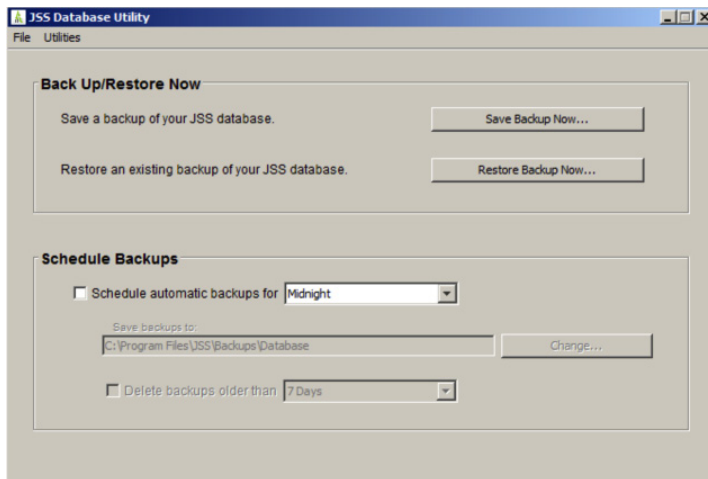 JSS Database Utility
File Utilities
Back Up/Restore Now
Save a backup of your JSS database.
Save Backup Now...
Restore an existing backup of your JSS database.
Restore Backup Now...
Schedule Backups
Schedule automatic backups for Midnight
Save backups to:
C:\Program Files\JSS\Backups\Database
Change...
Delete backups older than 7 Days